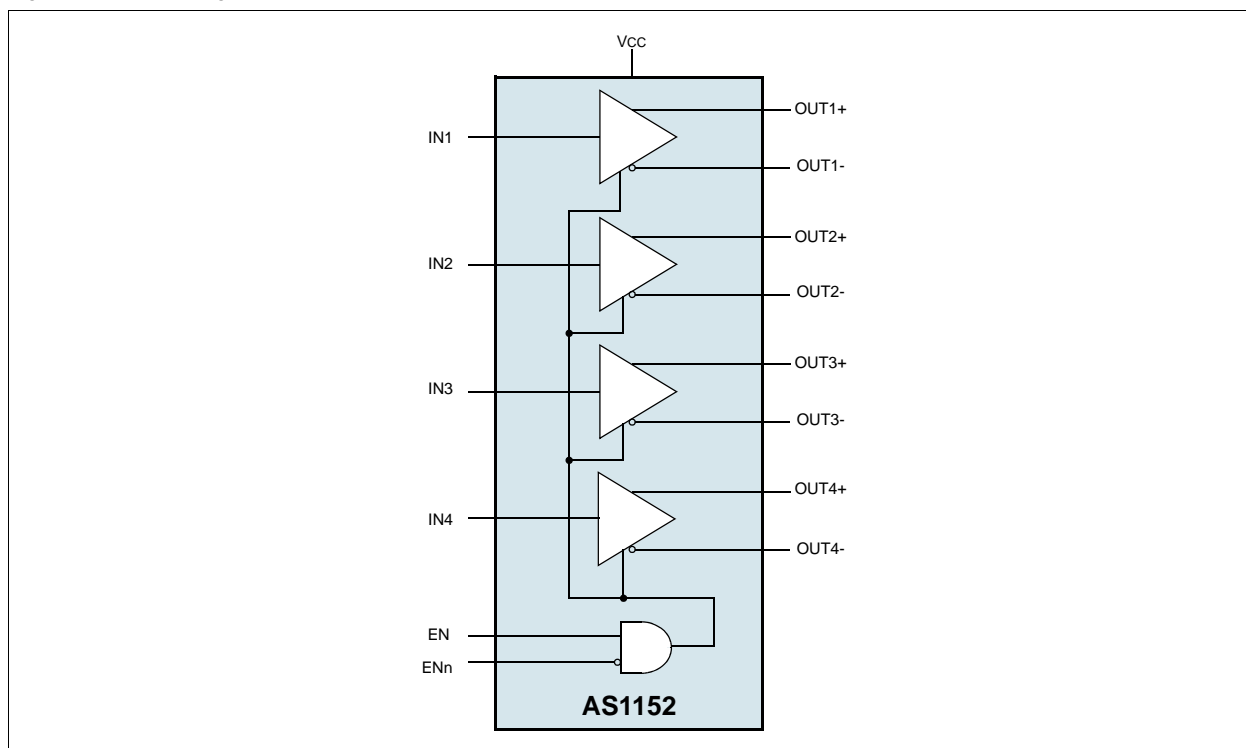 Vcc
IN1
OUT1+
OUT1-
IN2
OUT2+
OUT2-
IN3
OUT3+
OUT3-
IN4
OUT4+
OUT4-
EN
ENn
AS1152